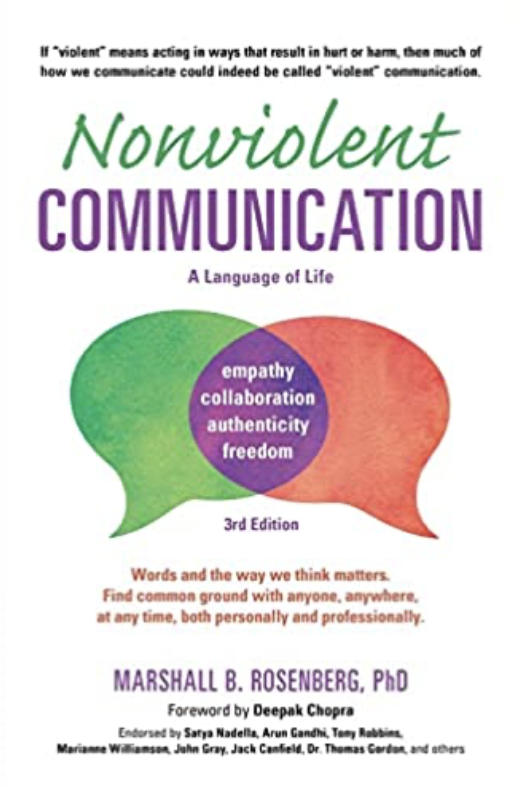 If "violent" means acting in ways that result in hurt or harm, then much of
how we communicate could indeed be called "violent" communication.
Nonviolent
COMMUNICATION
A Language of Life
empathy
collaboration
authenticity
freedom
3rd Edition
Words and the way we think matters.
Find common ground with anyone, anywhere,
at any time, both personally and professionally.
MARSHALL B. ROSENBERG, PhD
Foreword by Deepak Chopra
Endorsed by Satya Nadella, Arun Gandhi, Tony Robbins,
Marianne Williamson, John Gray, Jack Canfield, Dr. Thomas Gordon, and others